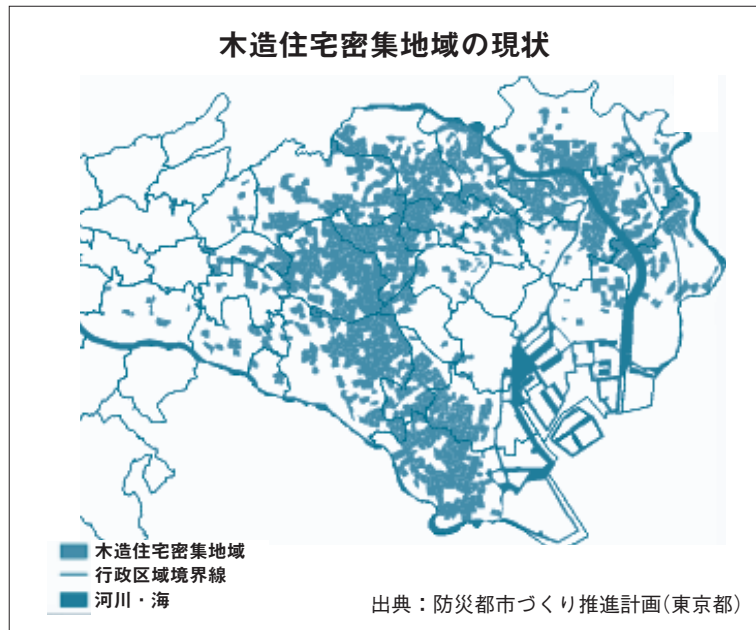 木造住宅密集地域の現状
木造住宅密集地域
行政区域境界線
河川・海
出典：防災都市づくり推進計画(東京都)